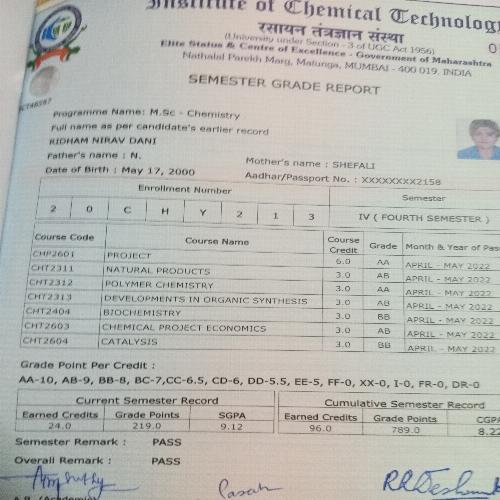 Institute of Chemical Technology
रसायन तंत्रज्ञान संस्था
(University under Section - 3 of UGC Act 1956)
Elite Status & Centre of Excellence - Government of Maharashtra
Nathalal Parekh Marg, Matunga, MUMBAI - 400 019, INDIA
SEMESTER GRADE REPORT
Programme Name: M.Sc - Chemistry
Full name as per candidate's earlier record
RIDHAM NIRAV DANI
Father's name : N. Mother's name : SHEFALI
Date of Birth : May 17, 2000 Aadhar/Passport No. : XXXXXXXX2158
Enrollment Number Semester
2 0 C H Y 2 1 3 IV ( FOURTH SEMESTER )
Course Code Course Name Course Credit Grade Month & Year of Pas
CHP2601 PROJECT 6.0 AA APRIL - MAY 2022
CHT2311 NATURAL PRODUCTS 3.0 AB APRIL - MAY 2022
CHT2312 POLYMER CHEMISTRY 3.0 AA APRIL - MAY 2022
CHT2313 DEVELOPMENTS IN ORGANIC SYNTHESIS 3.0 AB APRIL - MAY 2022
CHT2404 BIOCHEMISTRY 3.0 BB APRIL - MAY 2022
CHT2603 CHEMICAL PROJECT ECONOMICS 3.0 AB APRIL - MAY 2022
CHT2604 CATALYSIS 3.0 BB APRIL - MAY 2022
Grade Point Per Credit :
AA-10, AB-9, BB-8, BC-7,CC-6.5, CD-6, DD-5.5, EE-5, FF-0, XX-0, I-0, FR-0, DR-0
Current Semester Record Cumulative Semester Record
Earned Credits Grade Points SGPA Earned Credits Grade Points CGPA
24.0 219.0 9.12 96.0 789.0 8.22
Semester Remark : PASS
Overall Remark : PASS